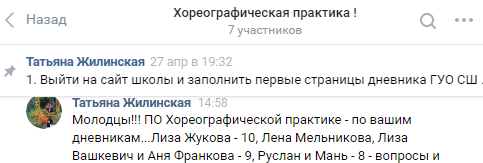 Назад
Хореографическая практика !
7 участников
Татьяна Жилинская 27 апр в 19:32
1. Выйти на сайт школы и заполнить первые страницы дневника ГУО СШ .
Татьяна Жилинская 14:58
Молодцы!!! ПО Хореографической практике - по вашим
дневникам...Лиза Жукова - 10, Лена Мельникова, Лиза
Вашкевич и Аня Франкова - 9, Руслан и Мань - 8 - вопросы и